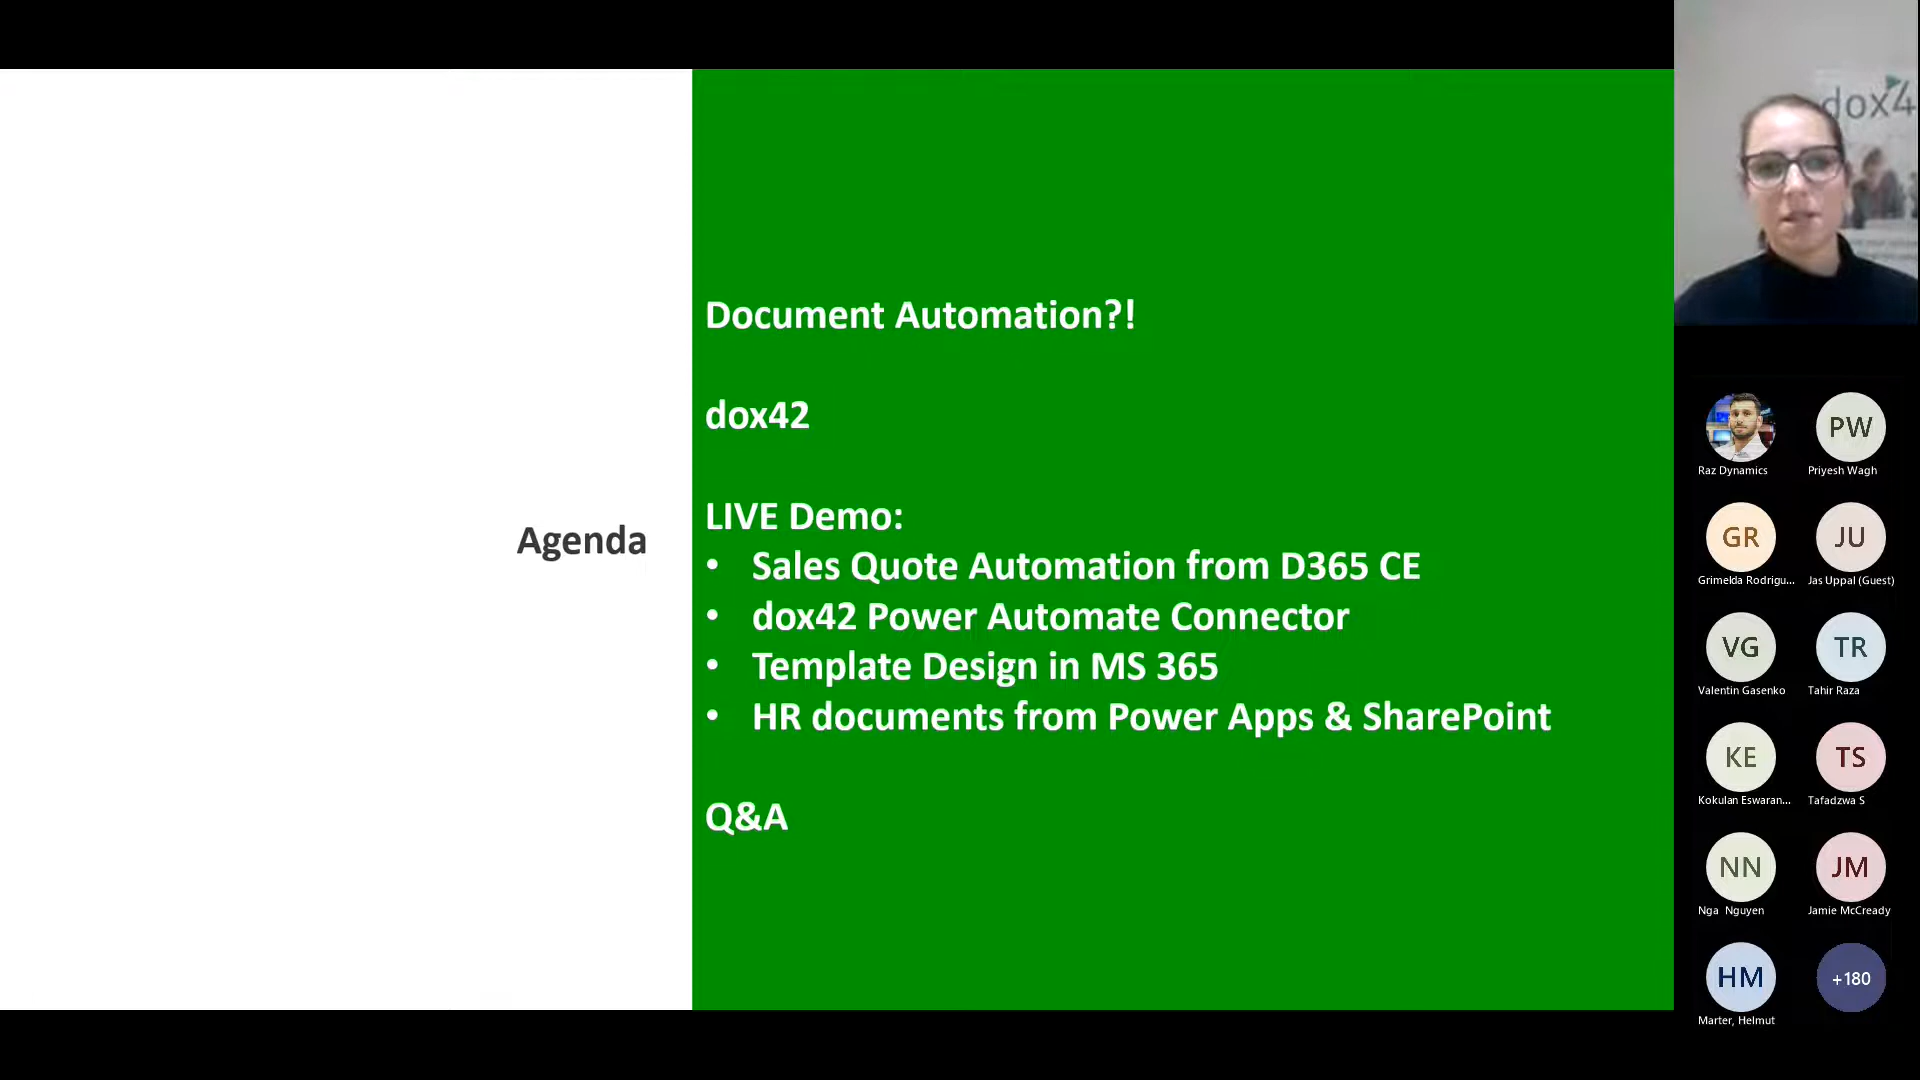 Agenda
Document Automation?!
dox42
LIVE Demo:
• Sales Quote Automation from D365 CE
• dox42 Power Automate Connector
• Template Design in MS 365
• HR documents from Power Apps & SharePoint
Q&A
dox4
Raz Dynamics
PW
Priyesh Wagh
GR
Grimelda Rodrigu...
JU
Jas Uppal (Guest)
VG
Valentin Gasenko
TR
Tahir Raza
KE
Kokulan Eswaran...
TS
Tafadzwa S
NN
Nga Nguyen
JM
Jamie McCready
HM
Marter, Helmut
+180